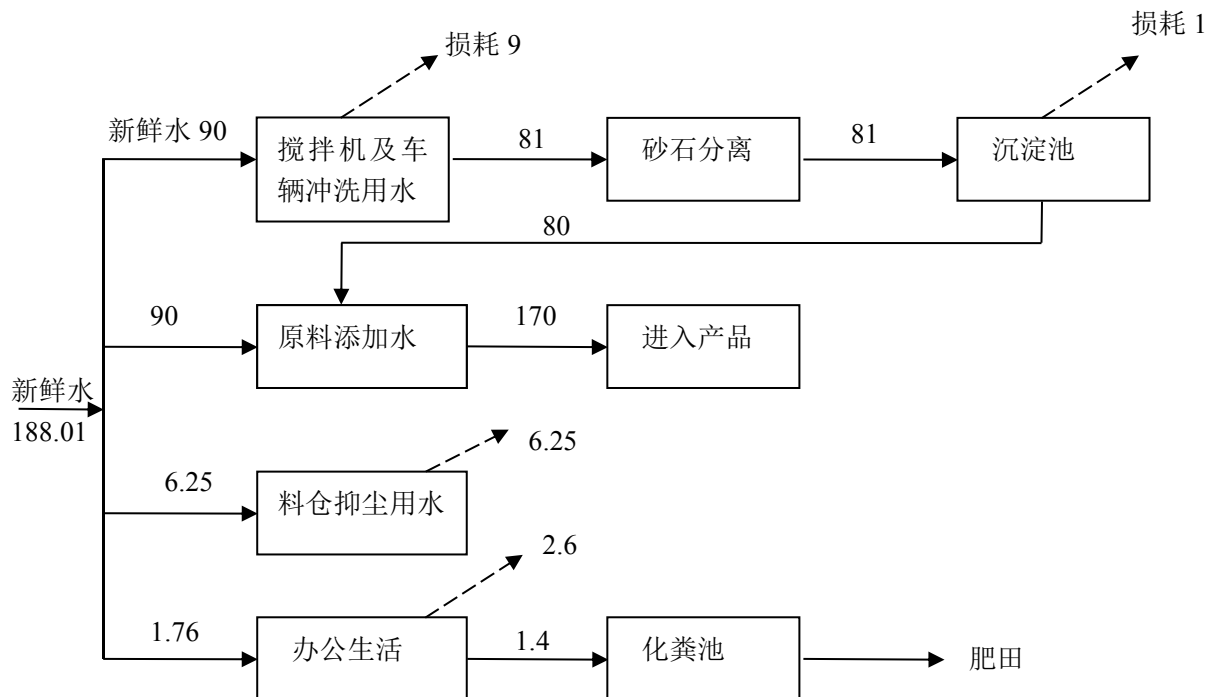 损耗 9
损耗 1
新鲜水 90
搅拌机及车
辆冲洗用水
81
砂石分离
81
沉淀池
80
90
原料添加水
170
进入产品
新鲜水
188.01
6.25
料仓抑尘用水
6.25
2.6
1.76
办公生活
1.4
化粪池
肥田